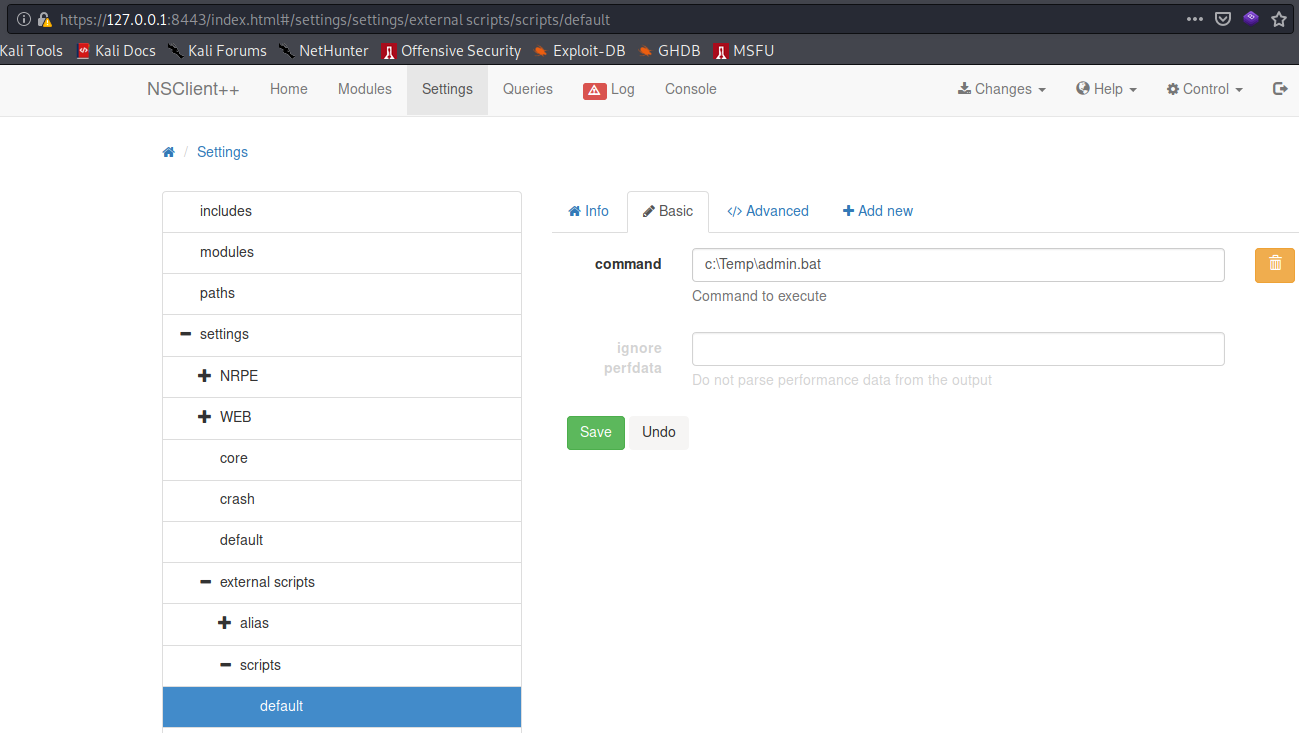 https://127.0.0.1:8443/index.html#/settings/settings/external scripts/scripts/default
Kali Tools Kali Docs Kali Forums NetHunter Offensive Security Exploit-DB GHDB MSFU
NSClient++ Home Modules Settings Queries Log Console Changes Help Control
/ Settings
includes
modules
paths
settings
NRPE
WEB
core
crash
default
external scripts
alias
scripts
default
Info Basic </> Advanced Add new
command c:\Temp\admin.bat
Command to execute
ignore
perfdata
Do not parse performance data from the output
Save Undo